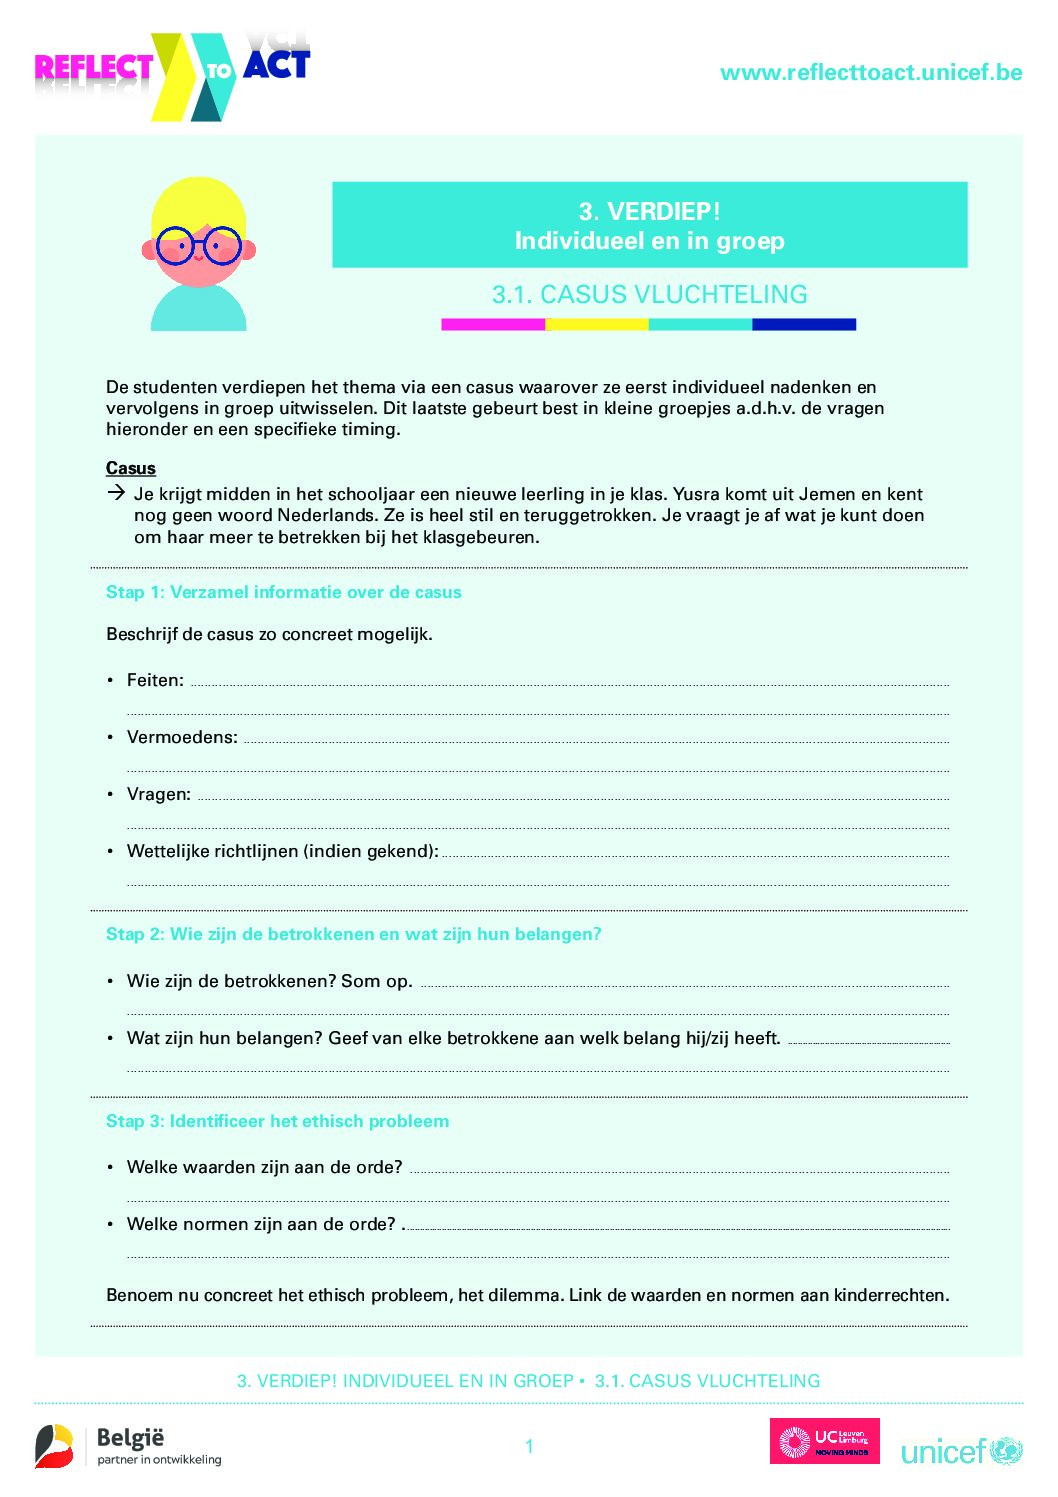 REFLECT TO ACT
www.reflecttoact.unicef.be
3. VERDIEP!
Individueel en in groep
3.1. CASUS VLUCHTELING
De studenten verdiepen het thema via een casus waarover ze eerst individueel nadenken en
vervolgens in groep uitwisselen. Dit laatste gebeurt best in kleine groepjes a.d.h.v. de vragen
hieronder en een specifieke timing.
Casus
→ Je krijgt midden in het schooljaar een nieuwe leerling in je klas. Yusra komt uit Jemen en kent
nog geen woord Nederlands. Ze is heel stil en teruggetrokken. Je vraagt je af wat je kunt doen
om haar meer te betrekken bij het klasgebeuren.
Stap 1: Verzamel informatie over de casus
Beschrijf de casus zo concreet mogelijk.
• Feiten:
• Vermoedens:
• Vragen:
• Wettelijke richtlijnen (indien gekend):
Stap 2: Wie zijn de betrokkenen en wat zijn hun belangen?
• Wie zijn de betrokkenen? Som op.
• Wat zijn hun belangen? Geef van elke betrokkene aan welk belang hij/zij heeft.
Stap 3: Identificeer het ethisch probleem
• Welke waarden zijn aan de orde?
• Welke normen zijn aan de orde? .
Benoem nu concreet het ethisch probleem, het dilemma. Link de waarden en normen aan kinderrechten.
3. VERDIEP! INDIVIDUEEL EN IN GROEP • 3.1. CASUS VLUCHTELING
België
partner in ontwikkeling
1
UC Leuven Limburg
MOVING MINDS
unicef